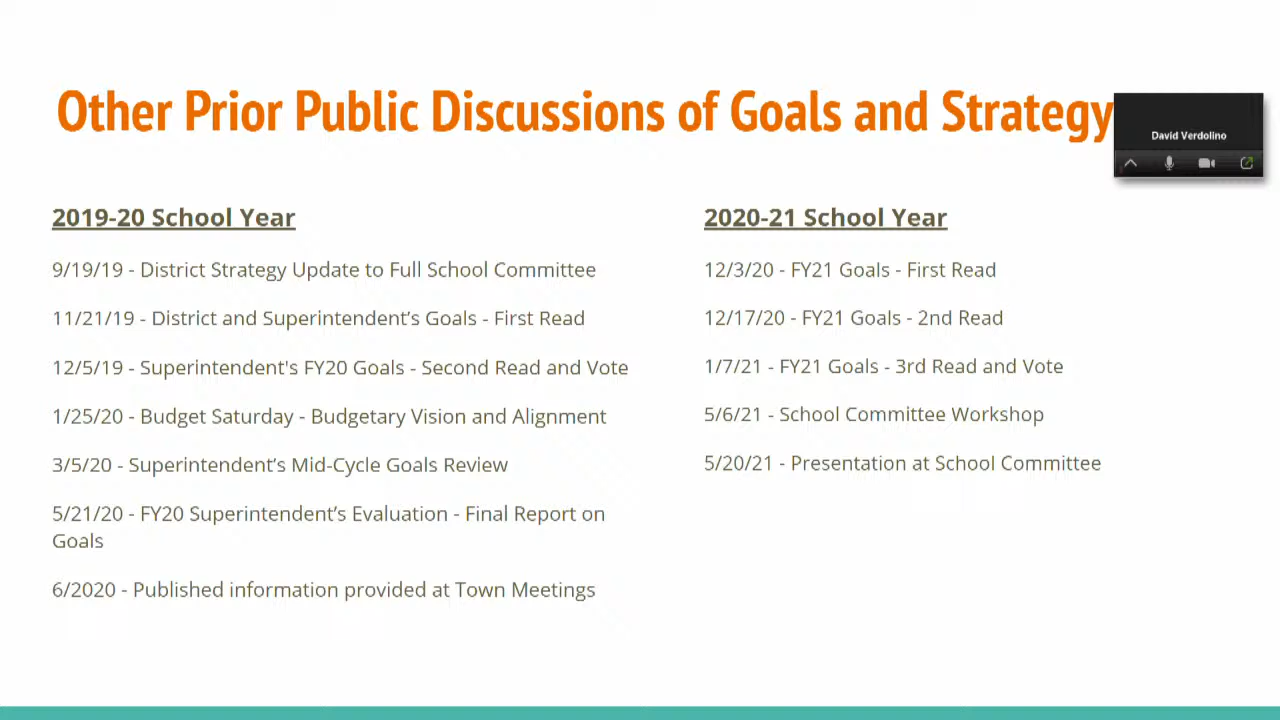 Other Prior Public Discussions of Goals and Strategy
David Verdolino
2019-20 School Year
9/19/19 - District Strategy Update to Full School Committee
11/21/19 - District and Superintendent’s Goals - First Read
12/5/19 - Superintendent's FY20 Goals - Second Read and Vote
1/25/20 - Budget Saturday - Budgetary Vision and Alignment
3/5/20 - Superintendent’s Mid-Cycle Goals Review
5/21/20 - FY20 Superintendent’s Evaluation - Final Report on
Goals
6/2020 - Published information provided at Town Meetings
2020-21 School Year
12/3/20 - FY21 Goals - First Read
12/17/20 - FY21 Goals - 2nd Read
1/7/21 - FY21 Goals - 3rd Read and Vote
5/6/21 - School Committee Workshop
5/20/21 - Presentation at School Committee